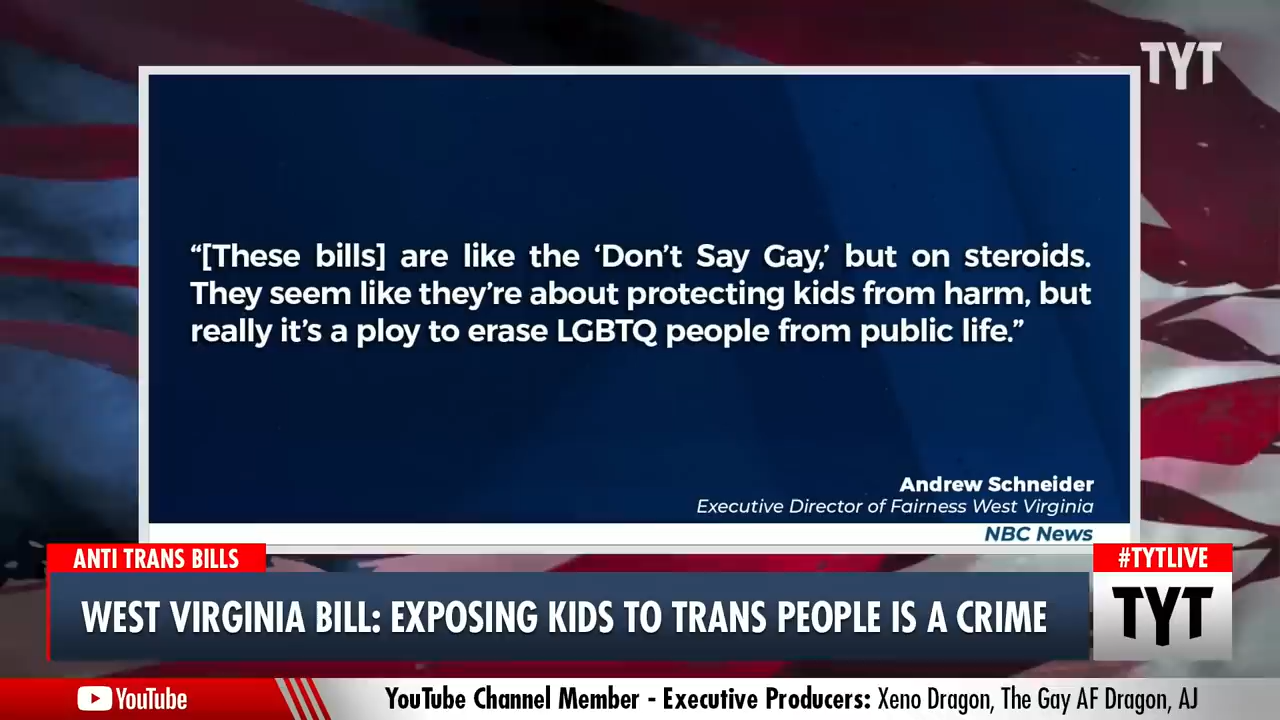 TYT
“[These bills] are like the ‘Don’t Say Gay,’ but on steroids.
They seem like they’re about protecting kids from harm, but
really it’s a ploy to erase LGBTQ people from public life.”
Andrew Schneider
Executive Director of Fairness West Virginia
NBC News
ANTI TRANS BILLS
#TYTLIVE
WEST VIRGINIA BILL: EXPOSING KIDS TO TRANS PEOPLE IS A CRIME
TYT
YouTube
YouTube Channel Member - Executive Producers: Xeno Dragon, The Gay AF Dragon, AJ